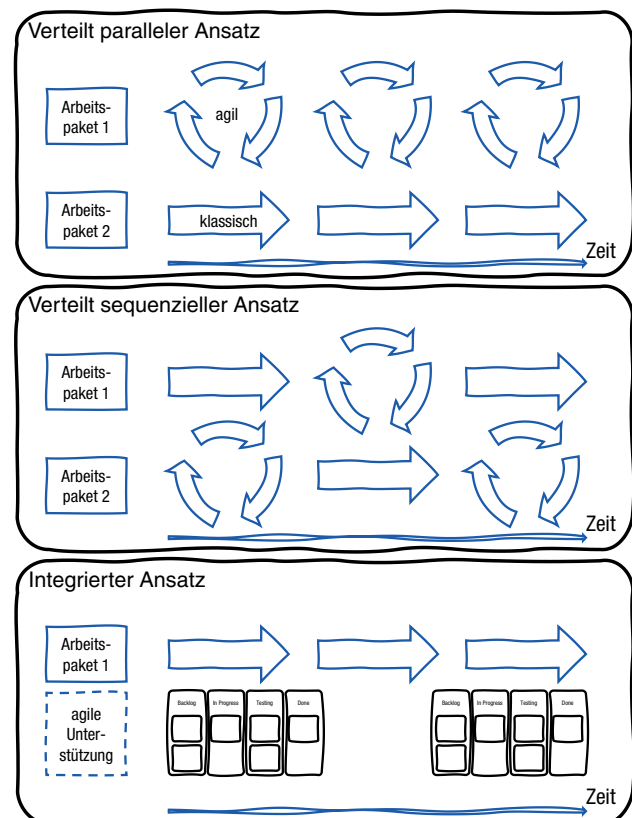 Verteilt paralleler Ansatz
Arbeits-
paket 1
agil
Arbeits-
paket 2
klassisch
Zeit
Verteilt sequenzieller Ansatz
Arbeits-
paket 1
Arbeits-
paket 2
Zeit
Integrierter Ansatz
Arbeits-
paket 1
agile
Unter-
stützung
Backlog In Progress Testing Done
Backlog In Progress Testing Done
Zeit